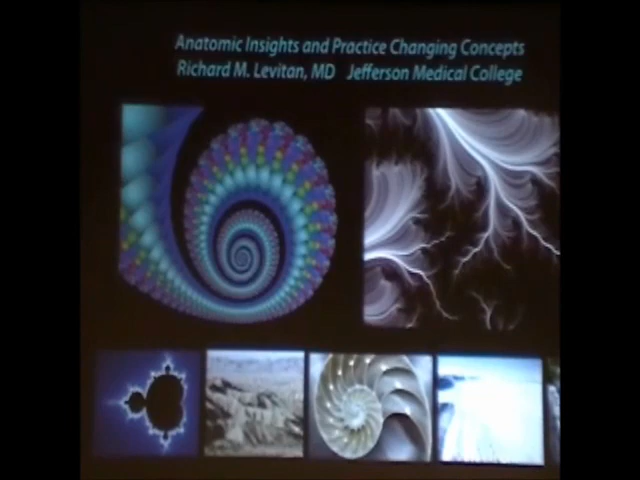 Anatomic Insights and Practice Changing Concepts
Richard M. Levitan, MD Jefferson Medical College